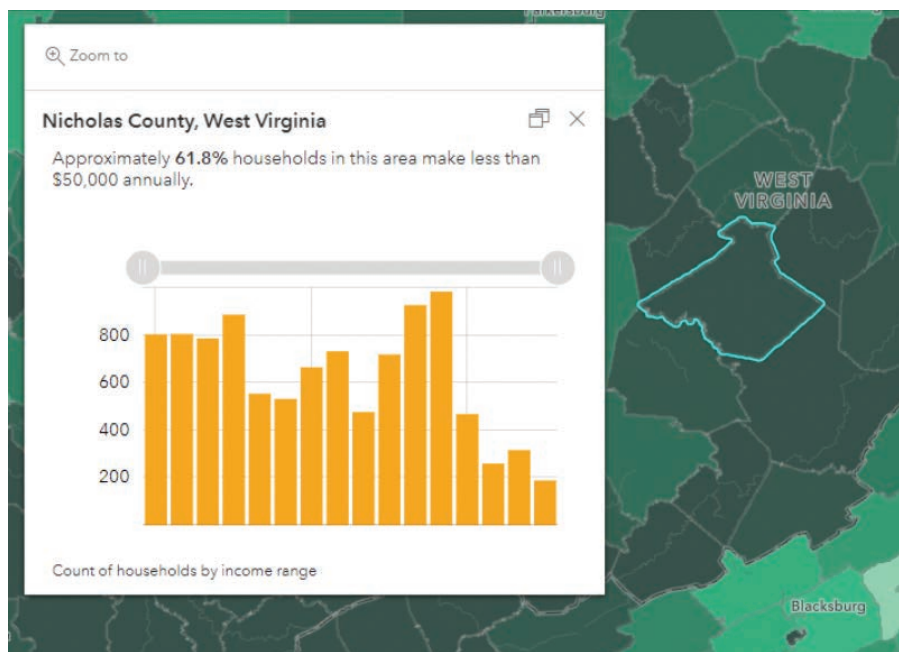 Parkersburg
Zoom to
Nicholas County, West Virginia
Approximately 61.8% households in this area make less than
$50,000 annually.
WEST
VIRGINIA
800
600
400
200
Count of households by income range
Blacksburg